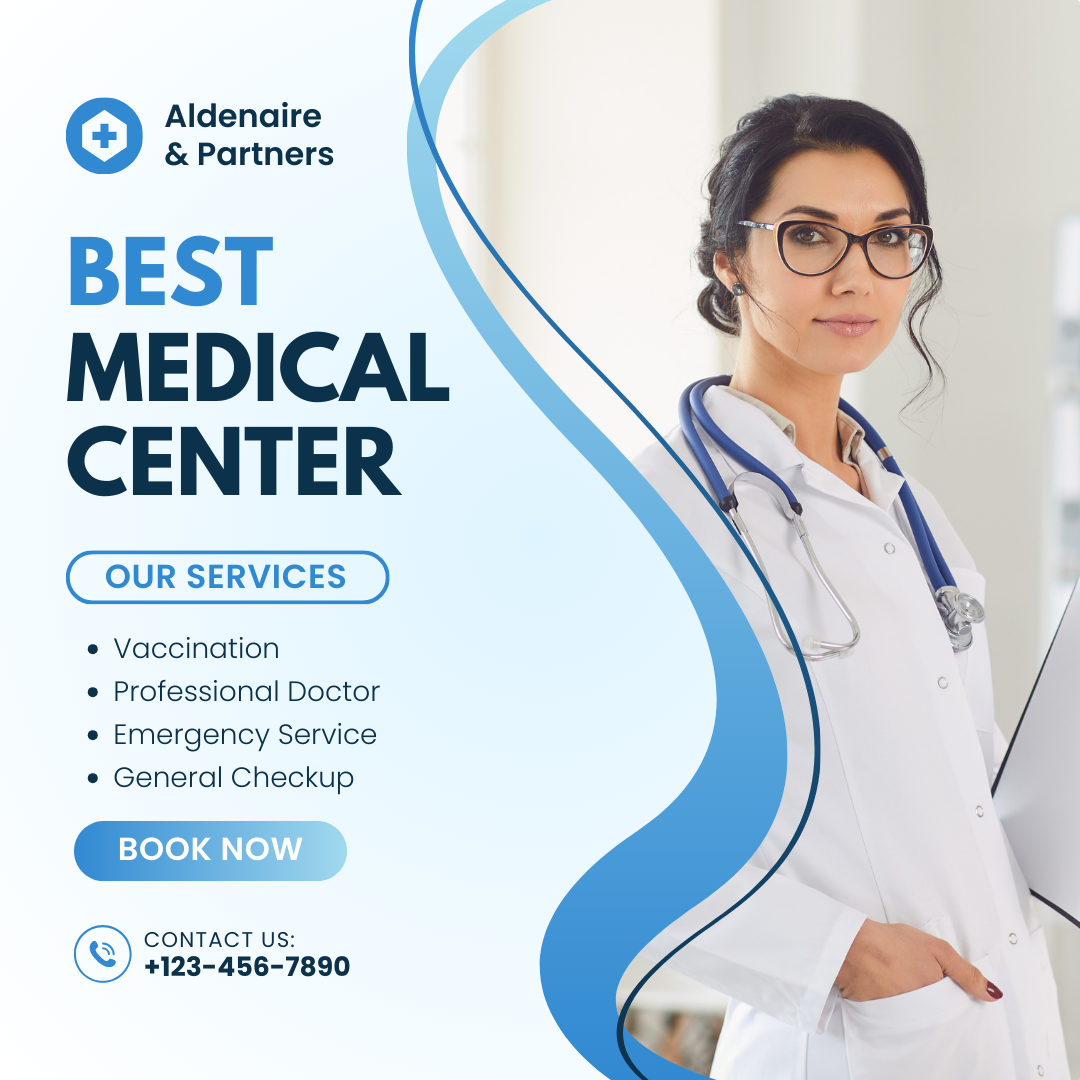 Aldenaire
& Partners
BEST
MEDICAL
CENTER
OUR SERVICES
• Vaccination
• Professional Doctor
• Emergency Service
• General Checkup
BOOK NOW
CONTACT US:
+123-456-7890